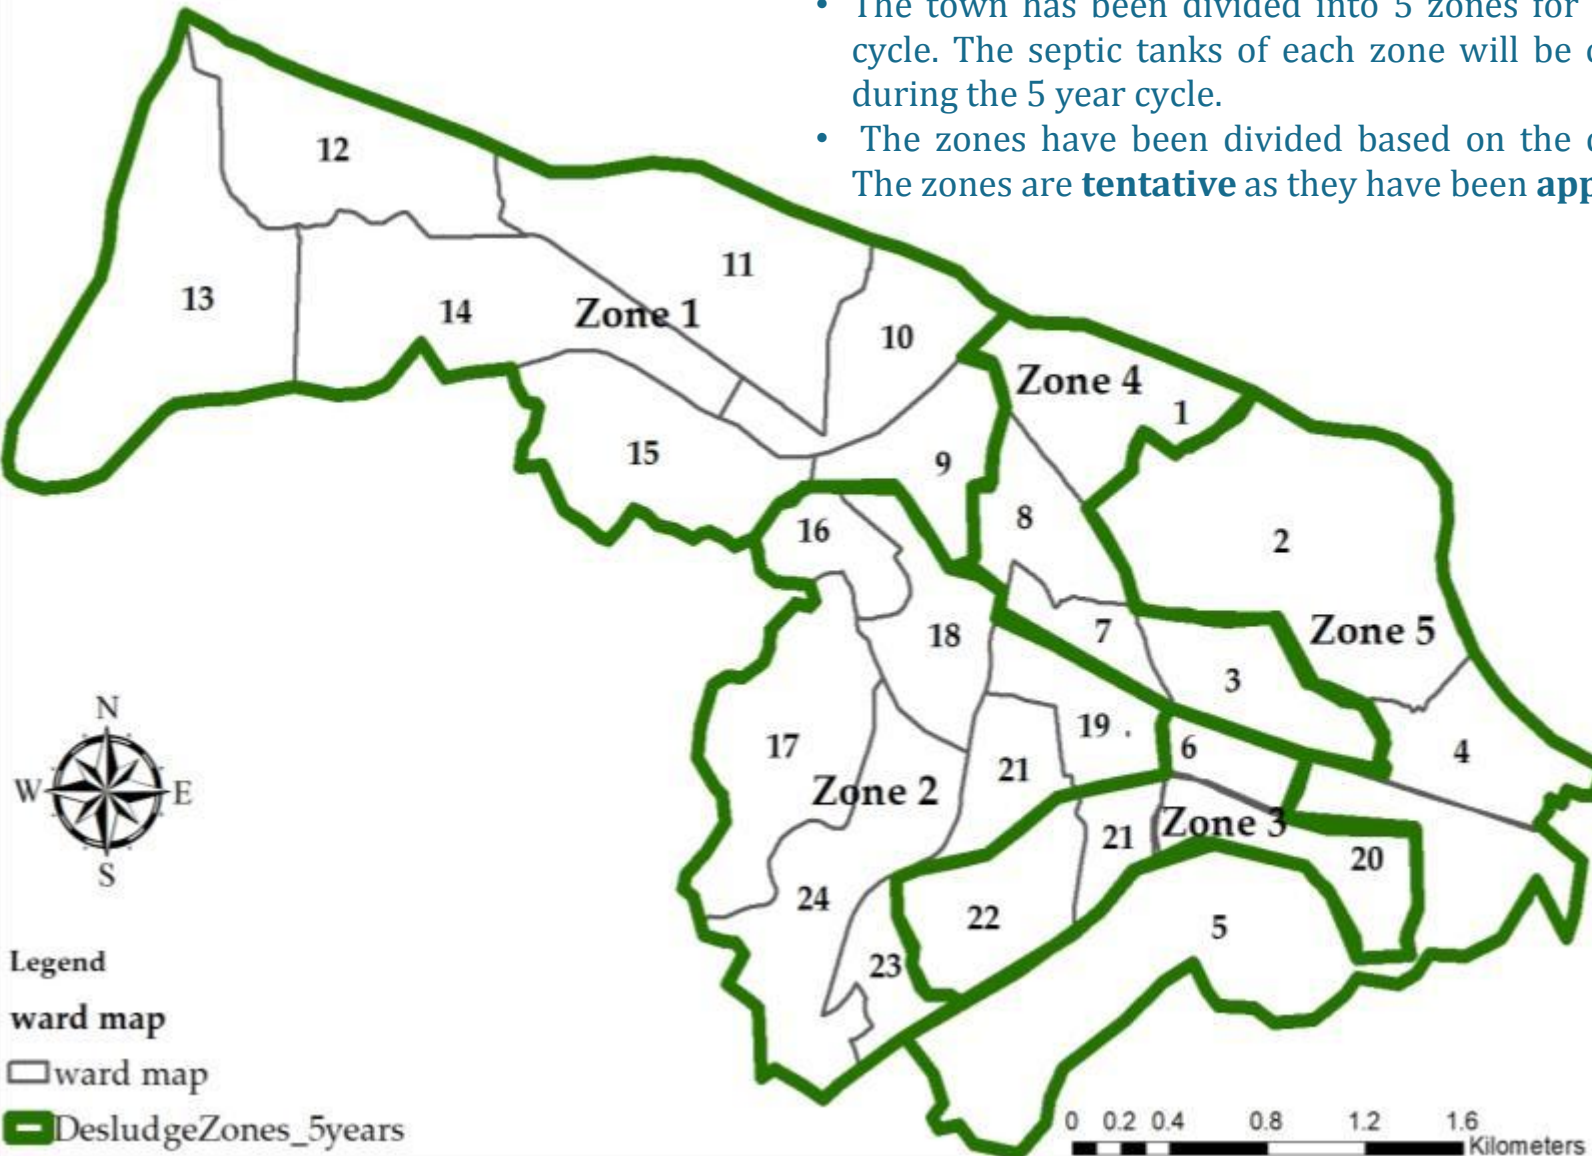 • The town has been divided into 5 zones for
cycle. The septic tanks of each zone will be
during the 5 year cycle.
• The zones have been divided based on the
The zones are tentative as they have been
12
11
13
14
Zone 1
10
Zone 4
1
15
9
8
16
2
18
7
Zone 5
3
17
19
6
4
21
Zone 2
21
Zone 3
20
24
22
5
23
N
W
E
S
Legend
ward map
ward map
DesludgeZones_5years
0 0.2 0.4 0.8 1.2 1.6
Kilometers